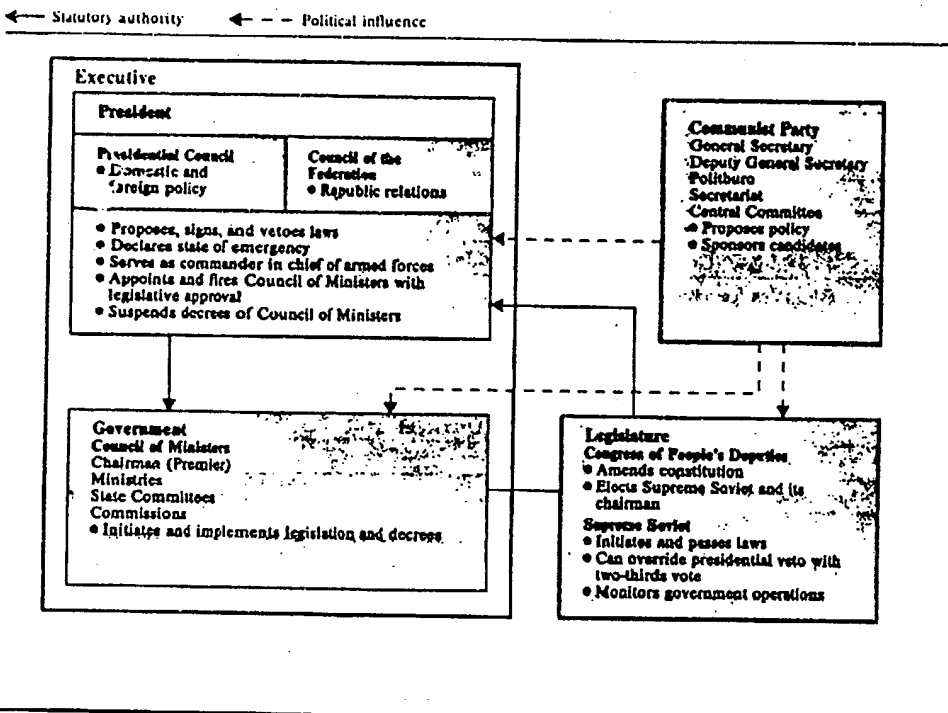 Statutory authority
Political influence
Executive
President
Presidential Council
• Domestic and
foreign policy
Council of the
Federation
• Republic relations
• Proposes, signs, and vetoes laws
• Declares state of emergency
• Serves as commander in chief of armed forces
• Appoints and fires Council of Ministers with
legislative approval
• Suspends decrees of Council of Ministers
Communist Party
General Secretary
Deputy General Secretary
Politburo
Secretariat
Central Committee
• Proposes policy
• Sponsors candidates
Government
Council of Ministers
Chairman (Premier)
Ministries
State Committees
Commissions
• Initiates and implements legislation and decrees
Legislature
Congress of People's Deputies
• Amends constitution
• Elects Supreme Soviet and its
chairman
Supreme Soviet
• Initiates and passes laws
• Can override presidential veto with
two-thirds vote
• Monitors government operations